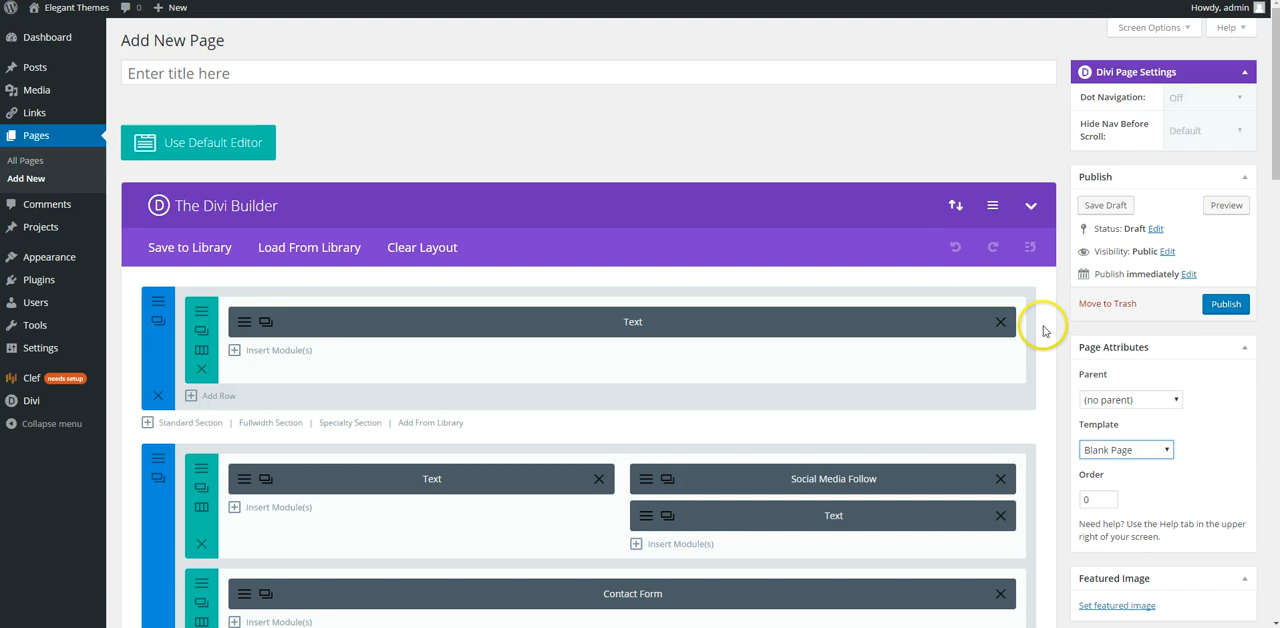 Elegant Themes
0
New
Howdy, admin
Dashboard
Posts
Media
Links
Pages
All Pages
Add New
Comments
Projects
Appearance
Plugins
Users
Tools
Settings
Clef needs setup
Divi
Collapse menu
Screen Options
Help
Add New Page
Enter title here
Use Default Editor
D The Divi Builder
Save to Library
Load From Library
Clear Layout
Text
Insert Module(s)
Add Row
Standard Section | Fullwidth Section | Specialty Section | Add From Library
Text
Insert Module(s)
Social Media Follow
Text
Insert Module(s)
Contact Form
Insert Module(s)
D Divi Page Settings
Dot Navigation:
Off
Hide Nav Before
Scroll:
Default
Publish
Save Draft
Preview
Status: Draft Edit
Visibility: Public Edit
Publish immediately Edit
Move to Trash
Publish
Page Attributes
Parent
(no parent)
Template
Blank Page
Order
0
Need help? Use the Help tab in the upper
right of your screen.
Featured Image
Set featured image